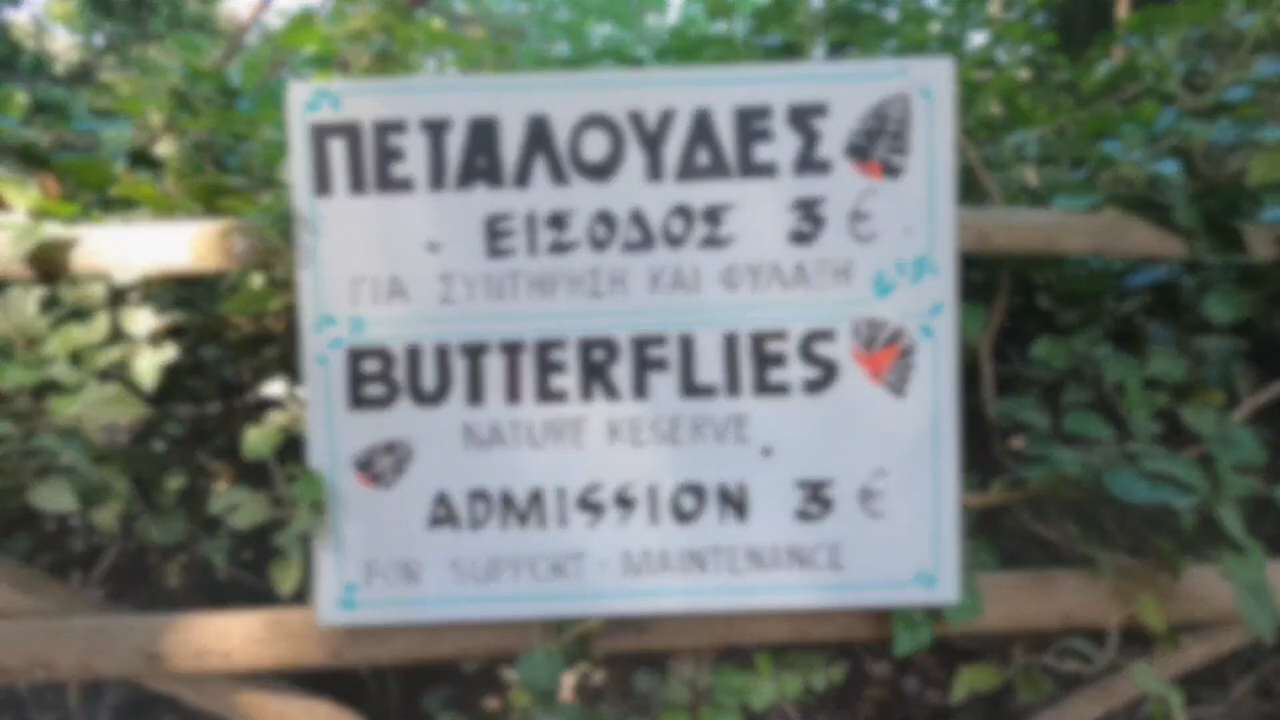 ΠΕΤΑΛΟΥΔΕΣ
ΕΙΣΟΔΟΣ 3 €
ΓΙΑ ΣΥΝΤΗΡΗΣΗ ΚΑΙ ΦΥΛΑΞΗ
BUTTERFLIES
NATURE RESERVE
ADMISSION 3 €
FOR SUPPORT - MAINTENANCE